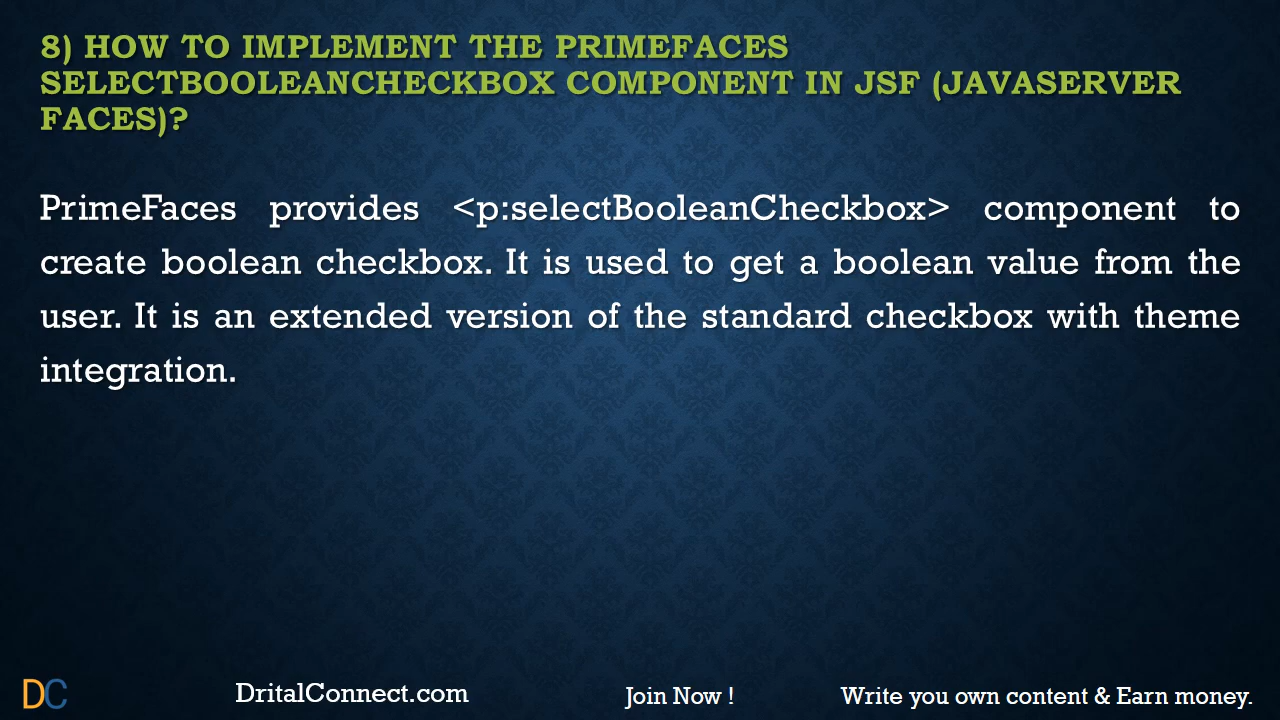 8) HOW TO IMPLEMENT THE PRIMEFACES
SELECTBOOLEANCHECKBOX COMPONENT IN JSF (JAVASERVER
FACES)?
PrimeFaces provides <p:selectBooleanCheckbox> component to
create boolean checkbox. It is used to get a boolean value from the
user. It is an extended version of the standard checkbox with theme
integration.
DC
DritalConnect.com
Join Now !
Write you own content & Earn money.